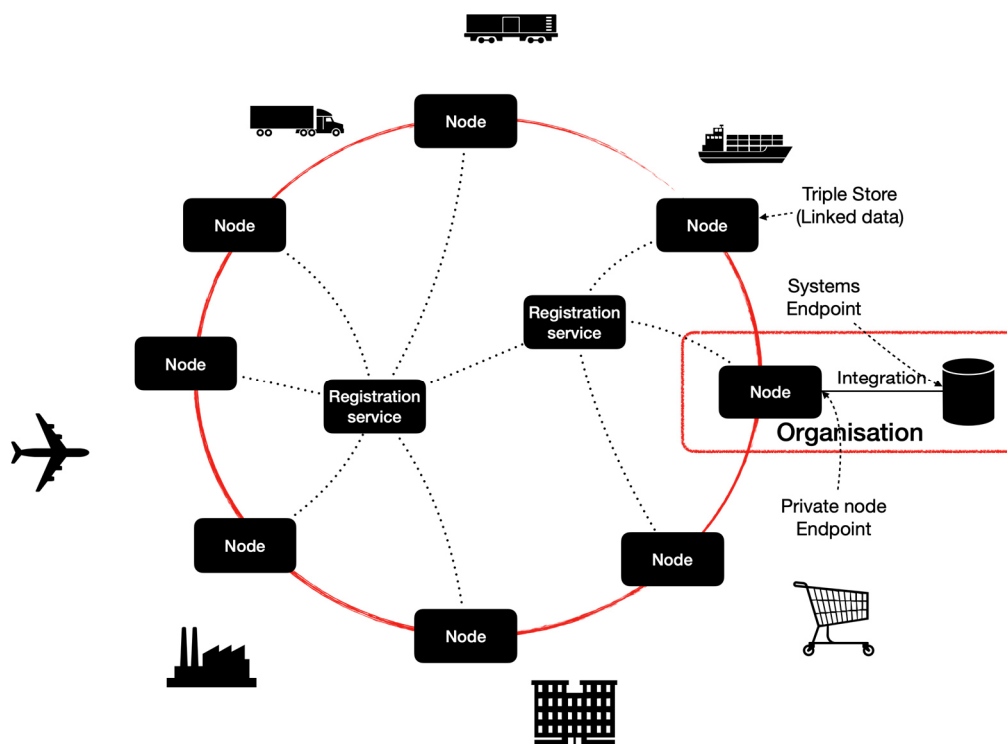 Node
Node
Node
Triple Store
(Linked data)
Node
Systems
Endpoint
Registration
service
Node
Registration
service
Node
Integration
Organisation
Private node
Endpoint
Node
Node
Node